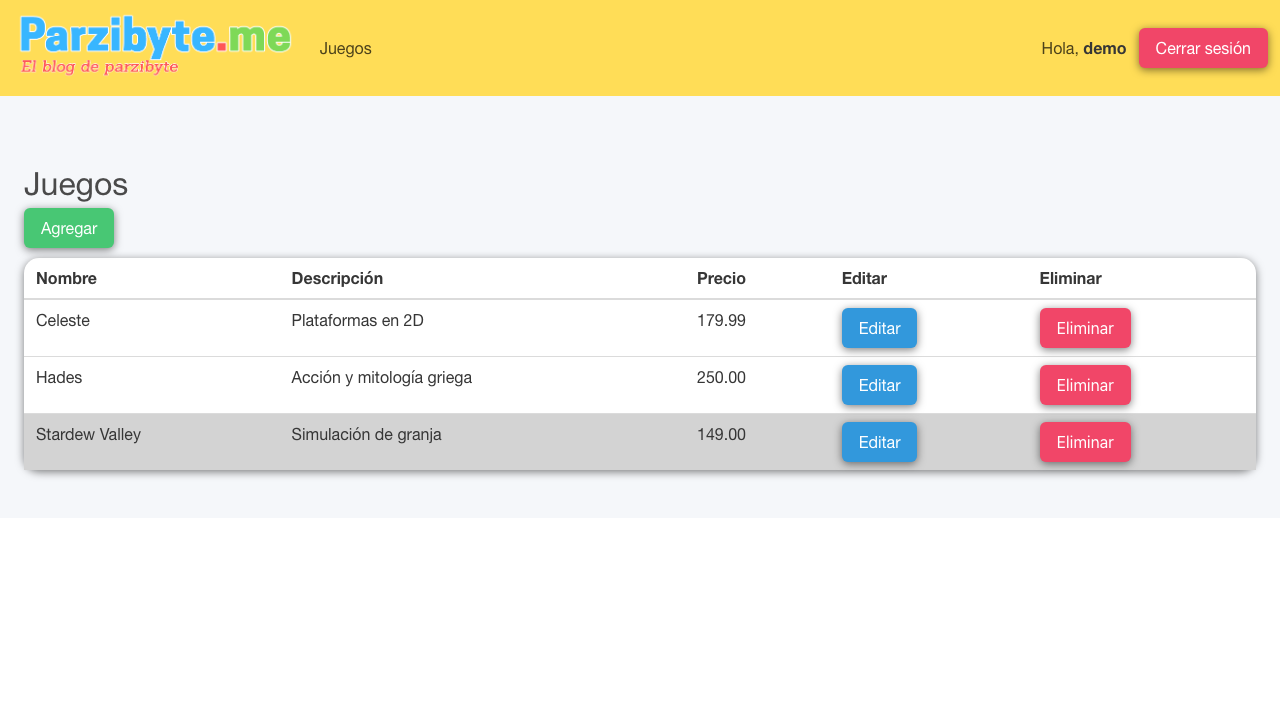 Parzibyte.me
El blog de parzibyte
Juegos
Hola, demo
Cerrar sesión
Juegos
Agregar
Nombre Descripción Precio Editar Eliminar
Celeste Plataformas en 2D 179.99 Editar Eliminar
Hades Acción y mitología griega 250.00 Editar Eliminar
Stardew Valley Simulación de granja 149.00 Editar Eliminar